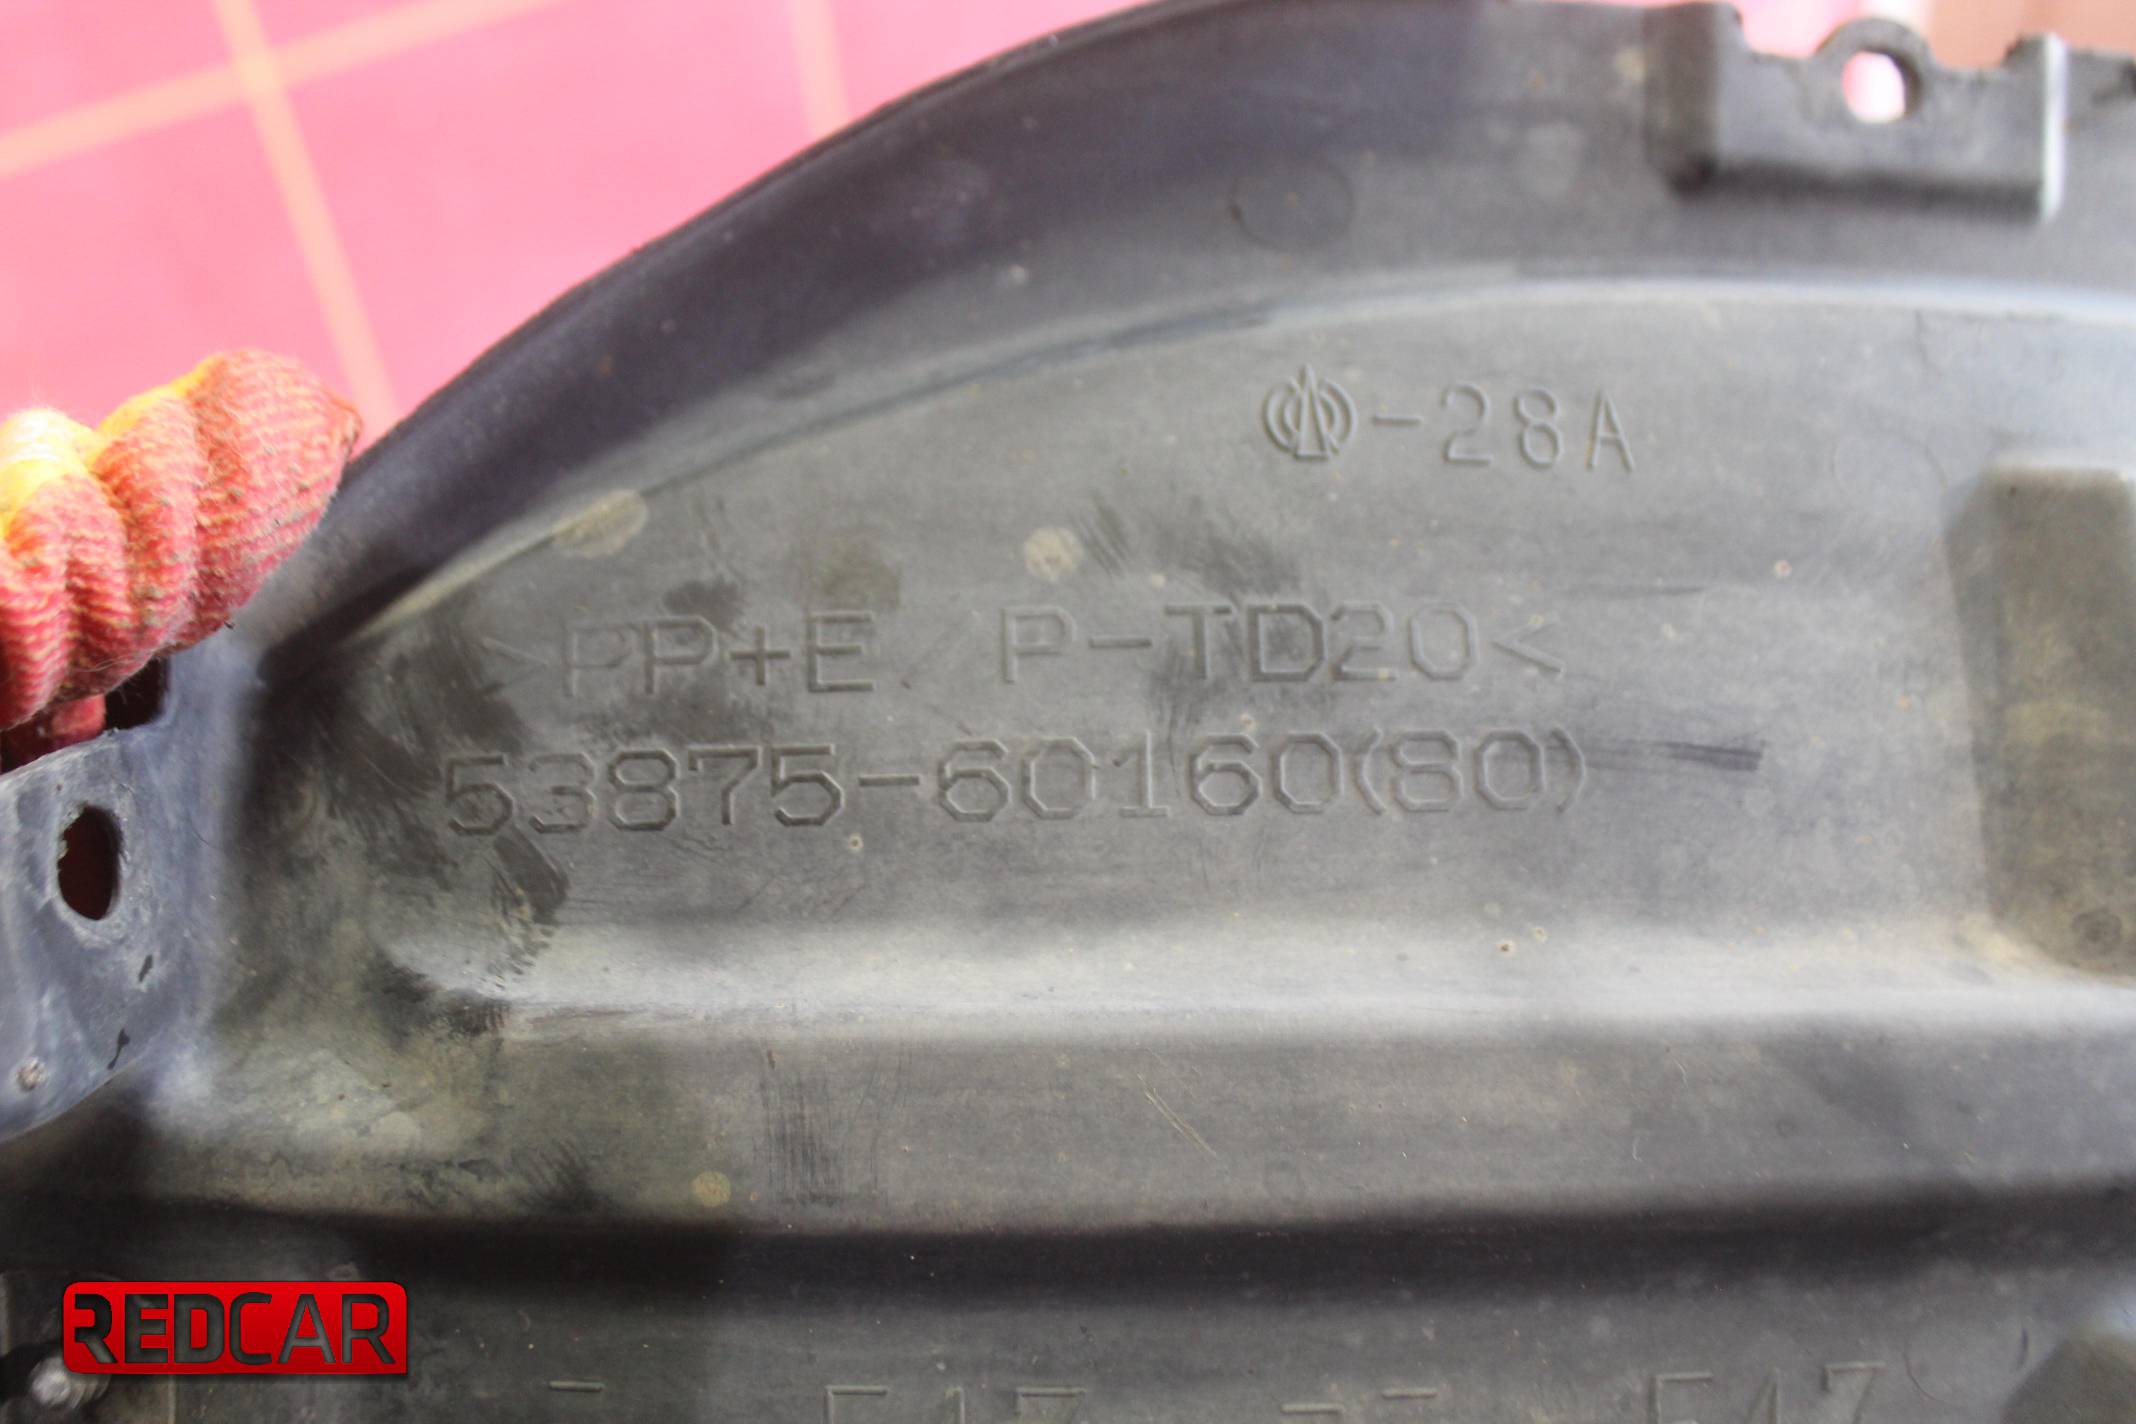 -28A
>PP+E P-TD20<
53875-60160(80)
REDCAR